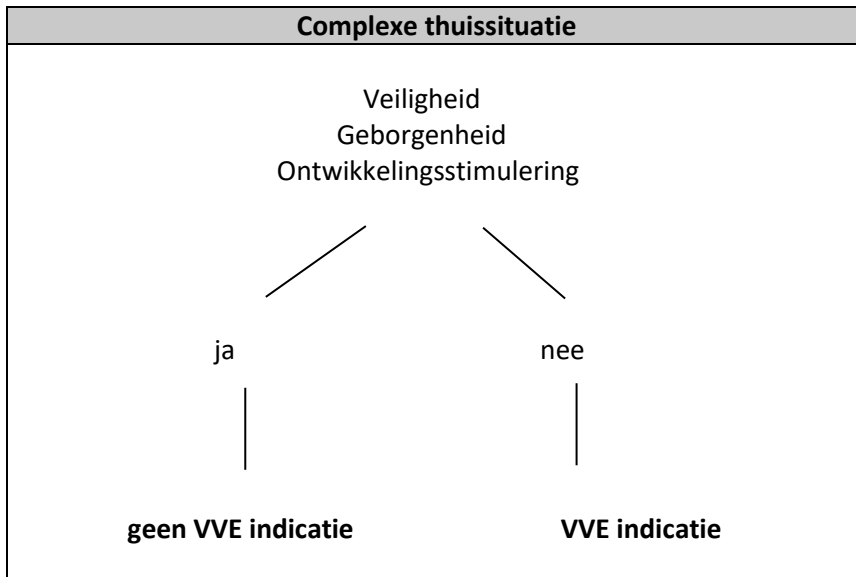 Complexe thuissituatie
Veiligheid
Geborgenheid
Ontwikkelingsstimulering
ja
nee
geen VVE indicatie
VVE indicatie